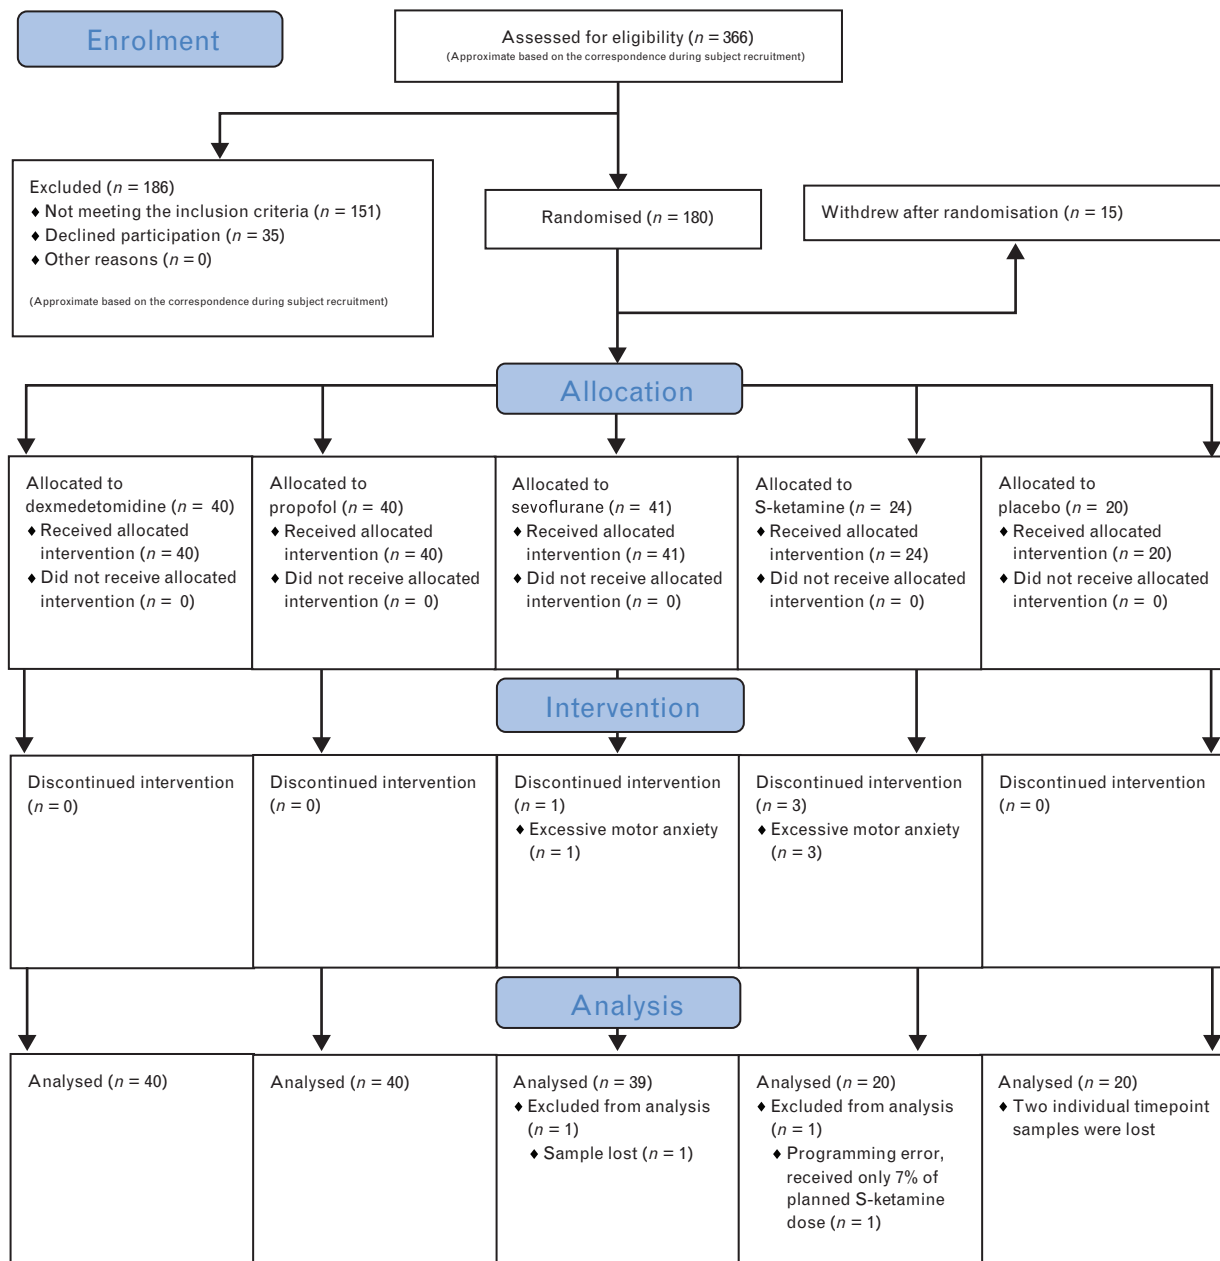 Enrolment
Assessed for eligibility (n = 366)
(Approximate based on the correspondence during subject recruitment)
Excluded (n = 186)
♦ Not meeting the inclusion criteria (n = 151)
♦ Declined participation (n = 35)
♦ Other reasons (n = 0)
(Approximate based on the correspondence during subject recruitment)
Randomised (n = 180)
Withdrew after randomisation (n = 15)
Allocation
Allocated to
dexmedetomidine (n = 40)
♦ Received allocated
intervention (n = 40)
♦ Did not receive allocated
intervention (n = 0)
Allocated to
propofol (n = 40)
♦ Received allocated
intervention (n = 40)
♦ Did not receive allocated
intervention (n = 0)
Allocated to
sevoflurane (n = 41)
♦ Received allocated
intervention (n = 41)
♦ Did not receive allocated
intervention (n = 0)
Allocated to
S-ketamine (n = 24)
♦ Received allocated
intervention (n = 24)
♦ Did not receive allocated
intervention (n = 0)
Allocated to
placebo (n = 20)
♦ Received allocated
intervention (n = 20)
♦ Did not receive allocated
intervention (n = 0)
Intervention
Discontinued intervention
(n = 0)
Discontinued intervention
(n = 0)
Discontinued intervention
(n = 1)
♦ Excessive motor anxiety
(n = 1)
Discontinued intervention
(n = 3)
♦ Excessive motor anxiety
(n = 3)
Discontinued intervention
(n = 0)
Analysis
Analysed (n = 40)
Analysed (n = 40)
Analysed (n = 39)
♦ Excluded from analysis
(n = 1)
♦ Sample lost (n = 1)
Analysed (n = 20)
♦ Excluded from analysis
(n = 1)
♦ Programming error,
received only 7% of
planned S-ketamine
dose (n = 1)
Analysed (n = 20)
♦ Two individual timepoint
samples were lost